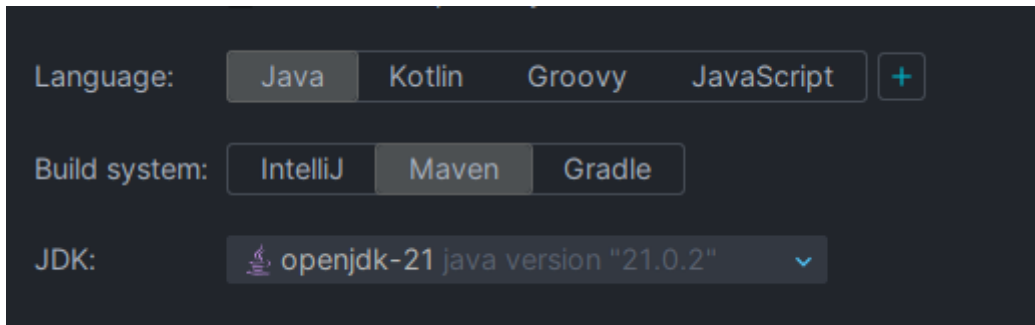 Language: Java Kotlin Groovy JavaScript +
Build system: IntelliJ Maven Gradle
JDK: openjdk-21 java version "21.0.2"